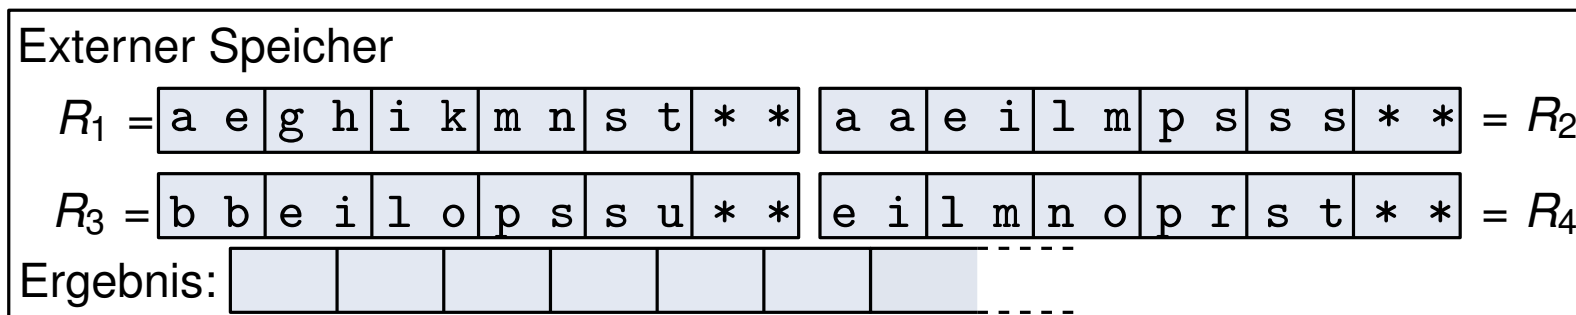 Externer Speicher
R1 = a e g h i k m n s t * * a a e i l m p s s s * * = R2
R3 = b b e i l o p s s u * * e i l m n o p r s t * * = R4
Ergebnis: